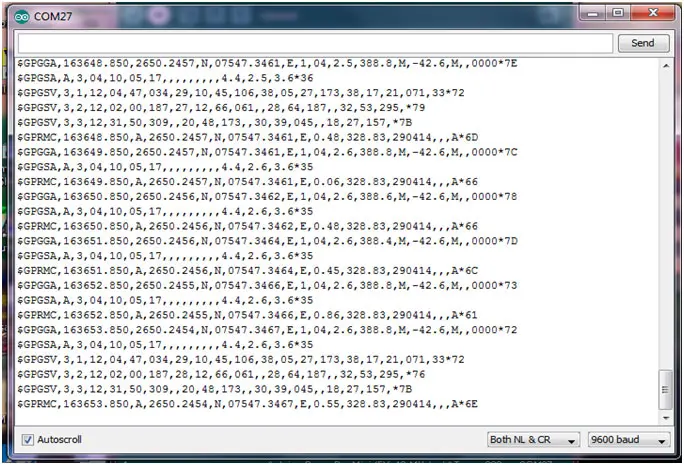 COM27
Send
$GPGGA,163648.850,2650.2457,N,07547.3461,E,1,04,2.5,388.8,M,-42.6,M,,0000*7E
$GPGSA,A,3,04,10,05,17,,,,,,,,,4.4,2.5,3.6*36
$GPGSV,3,1,12,04,47,034,29,10,45,106,38,05,27,173,38,17,21,071,33*72
$GPGSV,3,2,12,02,00,187,27,12,66,061,,28,64,187,,32,53,295,*79
$GPGSV,3,3,12,31,50,309,,20,48,173,,30,39,045,,18,27,157,*7B
$GPRMC,163648.850,A,2650.2457,N,07547.3461,E,0.48,328.83,290414,,,A*6D
$GPGGA,163649.850,2650.2457,N,07547.3461,E,1,04,2.6,388.8,M,-42.6,M,,0000*7C
$GPGSA,A,3,04,10,05,17,,,,,,,,,4.4,2.6,3.6*35
$GPRMC,163649.850,A,2650.2457,N,07547.3461,E,0.06,328.83,290414,,,A*66
$GPGGA,163650.850,2650.2456,N,07547.3462,E,1,04,2.6,388.6,M,-42.6,M,,0000*78
$GPGSA,A,3,04,10,05,17,,,,,,,,,4.4,2.6,3.6*35
$GPRMC,163650.850,A,2650.2456,N,07547.3462,E,0.48,328.83,290414,,,A*66
$GPGGA,163651.850,2650.2456,N,07547.3464,E,1,04,2.6,388.4,M,-42.6,M,,0000*7D
$GPGSA,A,3,04,10,05,17,,,,,,,,,4.4,2.6,3.6*35
$GPRMC,163651.850,A,2650.2456,N,07547.3464,E,0.45,328.83,290414,,,A*6C
$GPGGA,163652.850,2650.2455,N,07547.3466,E,1,04,2.6,388.8,M,-42.6,M,,0000*73
$GPGSA,A,3,04,10,05,17,,,,,,,,,4.4,2.6,3.6*35
$GPRMC,163652.850,A,2650.2455,N,07547.3466,E,0.86,328.83,290414,,,A*61
$GPGGA,163653.850,2650.2454,N,07547.3467,E,1,04,2.6,388.8,M,-42.6,M,,0000*72
$GPGSA,A,3,04,10,05,17,,,,,,,,,4.4,2.6,3.6*35
$GPGSV,3,1,12,04,47,034,29,10,45,106,38,05,27,173,38,17,21,071,33*72
$GPGSV,3,2,12,02,00,187,28,12,66,061,,28,64,187,,32,53,295,*76
$GPGSV,3,3,12,31,50,309,,20,48,173,,30,39,045,,18,27,157,*7B
$GPRMC,163653.850,A,2650.2454,N,07547.3467,E,0.55,328.83,290414,,,A*6E
Autoscroll
Both NL & CR
9600 baud